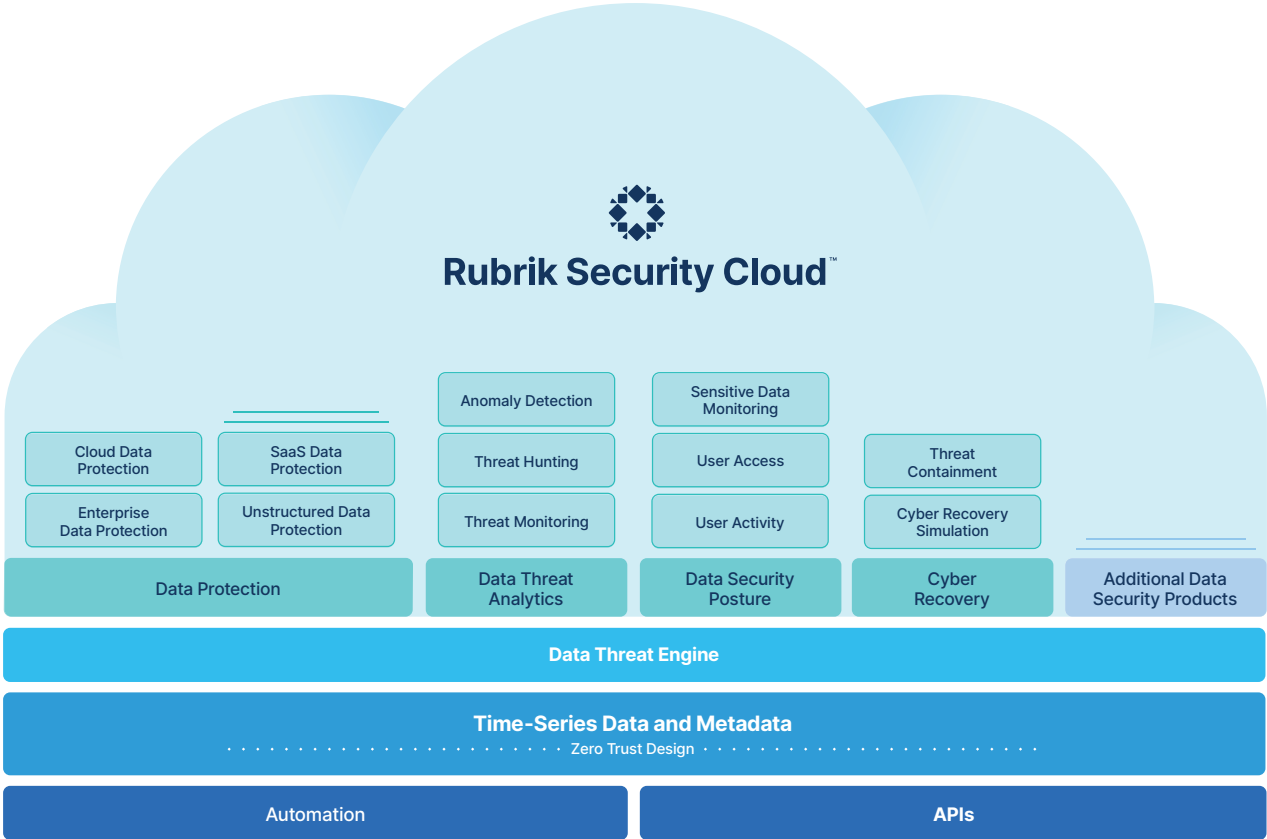 Rubrik Security Cloud™
Cloud Data
Protection
SaaS Data
Protection
Enterprise
Data Protection
Unstructured Data
Protection
Data Protection
Anomaly Detection
Threat Hunting
Threat Monitoring
Data Threat
Analytics
Sensitive Data
Monitoring
User Access
User Activity
Data Security
Posture
Threat
Containment
Cyber Recovery
Simulation
Cyber
Recovery
Additional Data
Security Products
Data Threat Engine
Time-Series Data and Metadata
Zero Trust Design
Automation
APIs